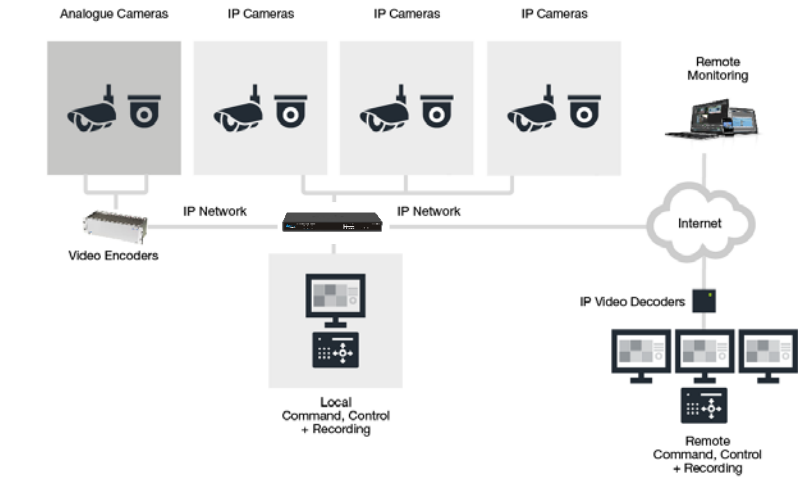 Analogue Cameras
IP Cameras
IP Cameras
IP Cameras
Remote
Monitoring
IP Network
IP Network
Internet
Video Encoders
IP Video Decoders
Local
Command, Control
+ Recording
Remote
Command, Control
+ Recording